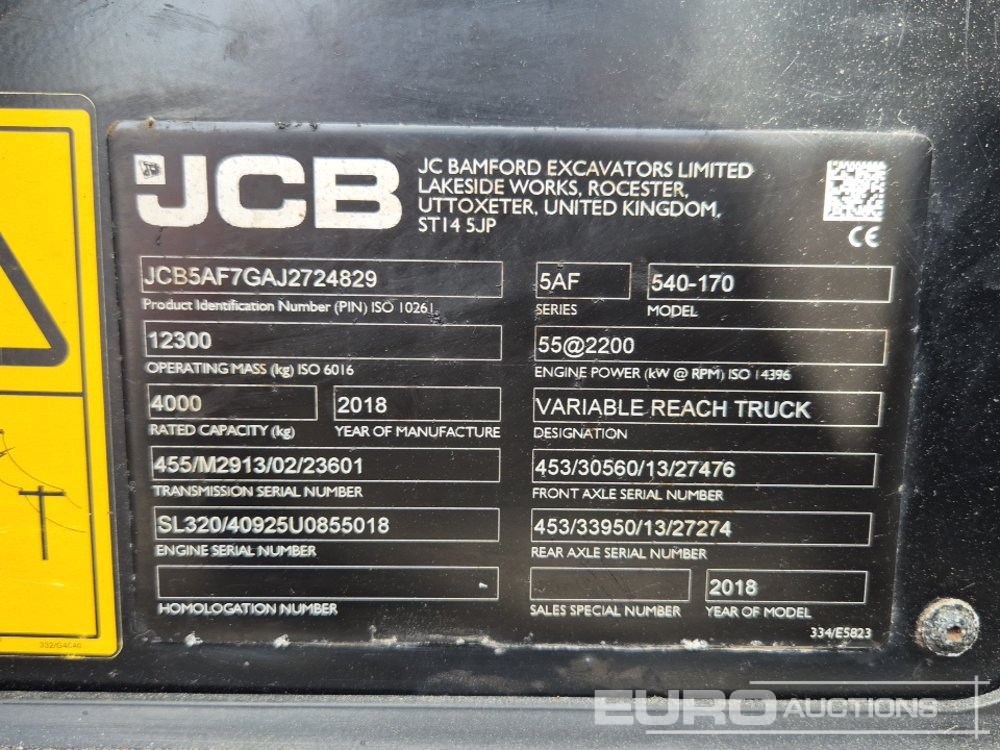 JCB
JC BAMFORD EXCAVATORS LIMITED
LAKESIDE WORKS, ROCESTER,
UTTOXETER, UNITED KINGDOM,
ST14 5JP
CE
JCB5AF7GAJ2724829
Product Identification Number (PIN) ISO 10261
5AF
SERIES
540-170
MODEL
12300
OPERATING MASS (kg) ISO 6016
55@2200
ENGINE POWER (kW @ RPM) ISO 14396
4000
RATED CAPACITY (kg)
2018
YEAR OF MANUFACTURE
VARIABLE REACH TRUCK
DESIGNATION
455/M2913/02/23601
TRANSMISSION SERIAL NUMBER
453/30560/13/27476
FRONT AXLE SERIAL NUMBER
SL320/40925U0855018
ENGINE SERIAL NUMBER
453/33950/13/27274
REAR AXLE SERIAL NUMBER
HOMOLOGATION NUMBER
SALES SPECIAL NUMBER
2018
YEAR OF MODEL
334/E5823
EURO AUCTIONS